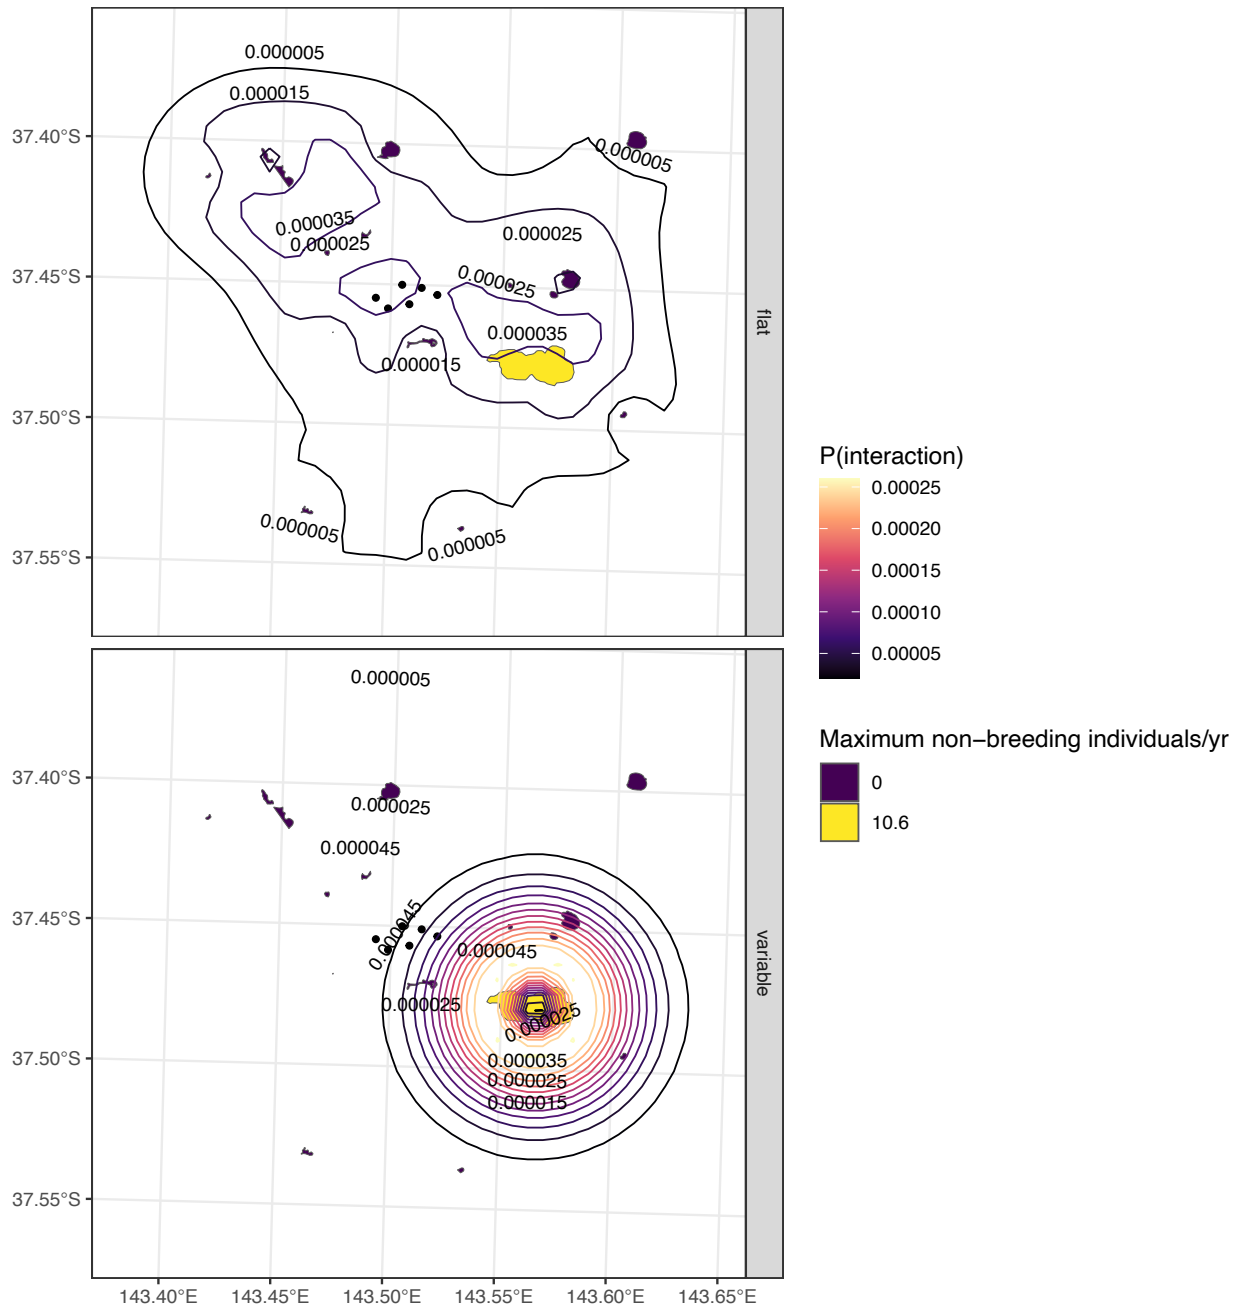 0.000005
0.000015
37.40°S
0.000005
0.000035
0.000025
0.000025
37.45°S
0.000025
0.000035
0.000015
flat
37.50°S
0.000005
0.000005
37.55°S
0.000005
37.40°S
0.000025
0.000045
37.45°S
0.000045
0.000045
variable
0.000025
0.000025
37.50°S
0.000035
0.000025
0.000015
37.55°S
143.40°E 143.45°E 143.50°E 143.55°E 143.60°E 143.65°E
P(interaction)
0.00025
0.00020
0.00015
0.00010
0.00005
Maximum non−breeding individuals/yr
0
10.6